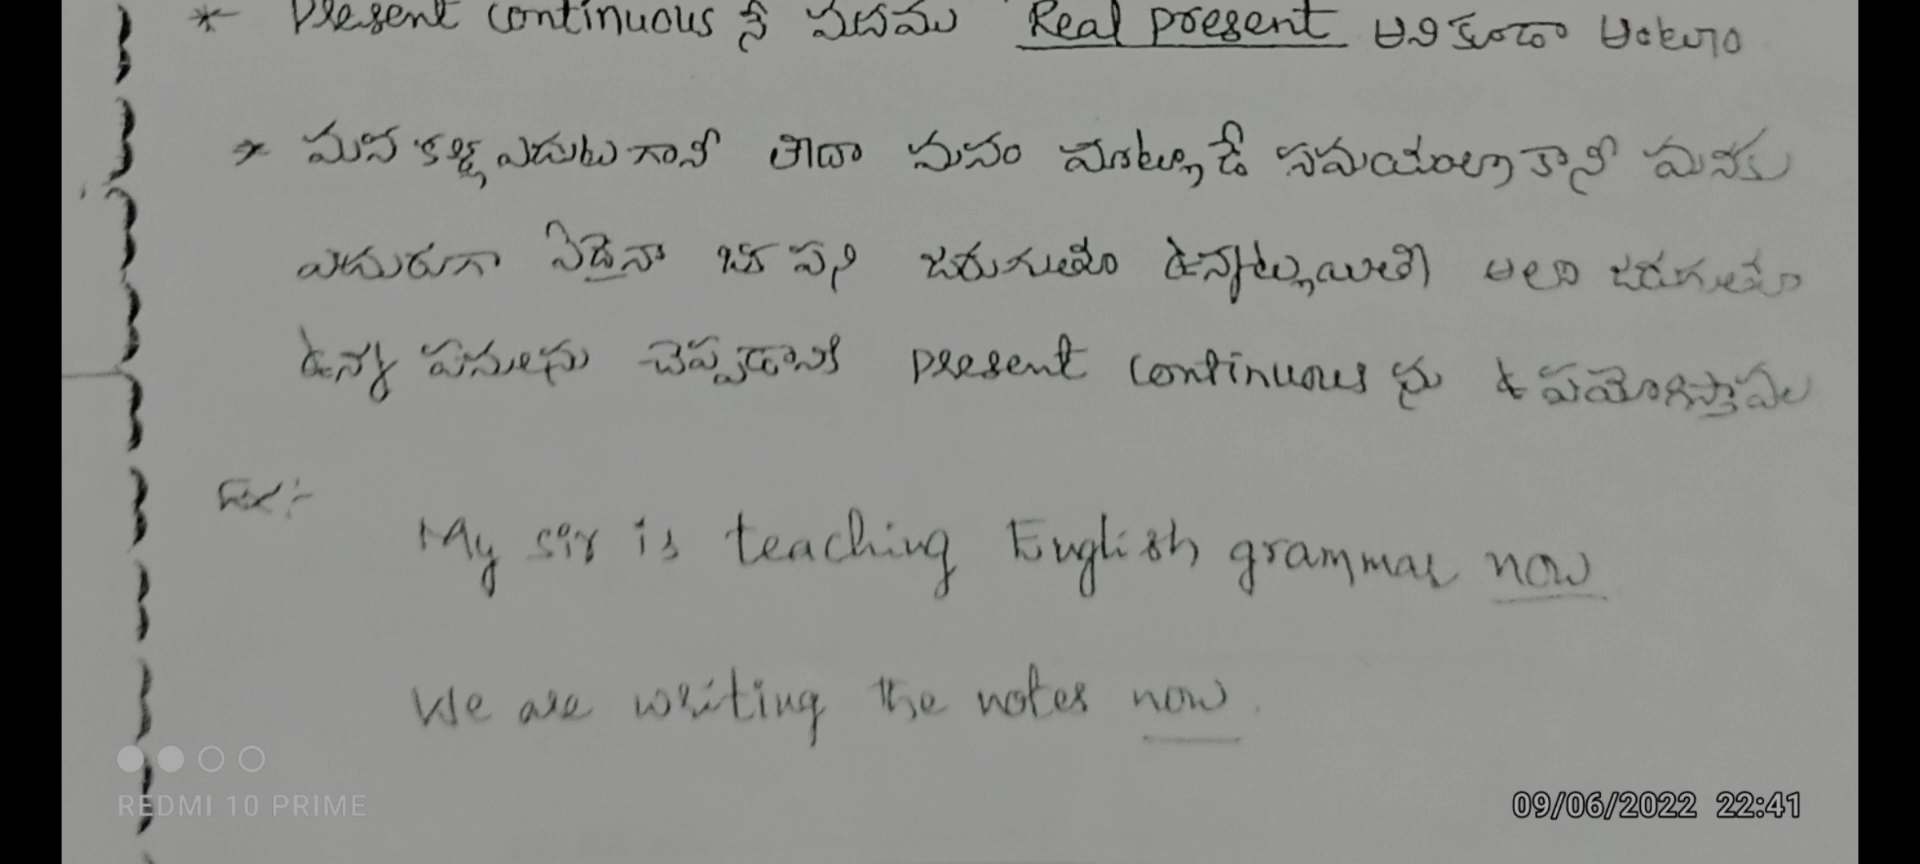 * Present continuous నే మనము Real present అని కూడా అంటాం
* మన కళ్ళ ఎదుట గానీ లేదా మనం మాట్లాడే సమయంలో కానీ మనకు
ఎదురుగా ఏదైనా ఒక పని జరుగుతూ ఉన్నట్లయితే అలా జరుగుతూ
ఉన్న పనులను చెప్పడానికి present continuous ను ఉపయోగిస్తాము
Ex:-
My sir is teaching English grammar now
We are writing the notes now.
REDMI 10 PRIME
09/06/2022 22:41